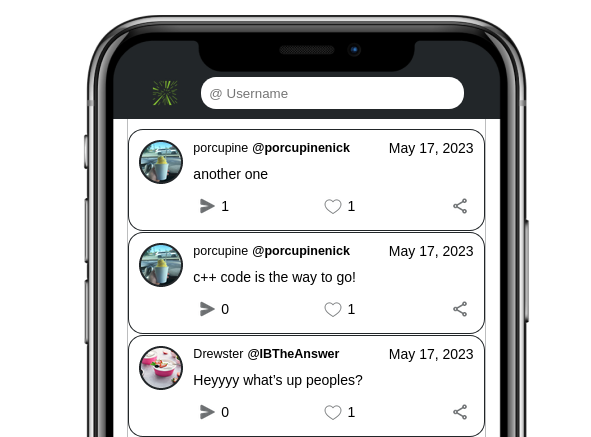 @ Username
porcupine @porcupinenick May 17, 2023
another one
1 1
porcupine @porcupinenick May 17, 2023
c++ code is the way to go!
0 1
Drewster @IBTheAnswer May 17, 2023
Heyyyy what's up peoples?
0 1